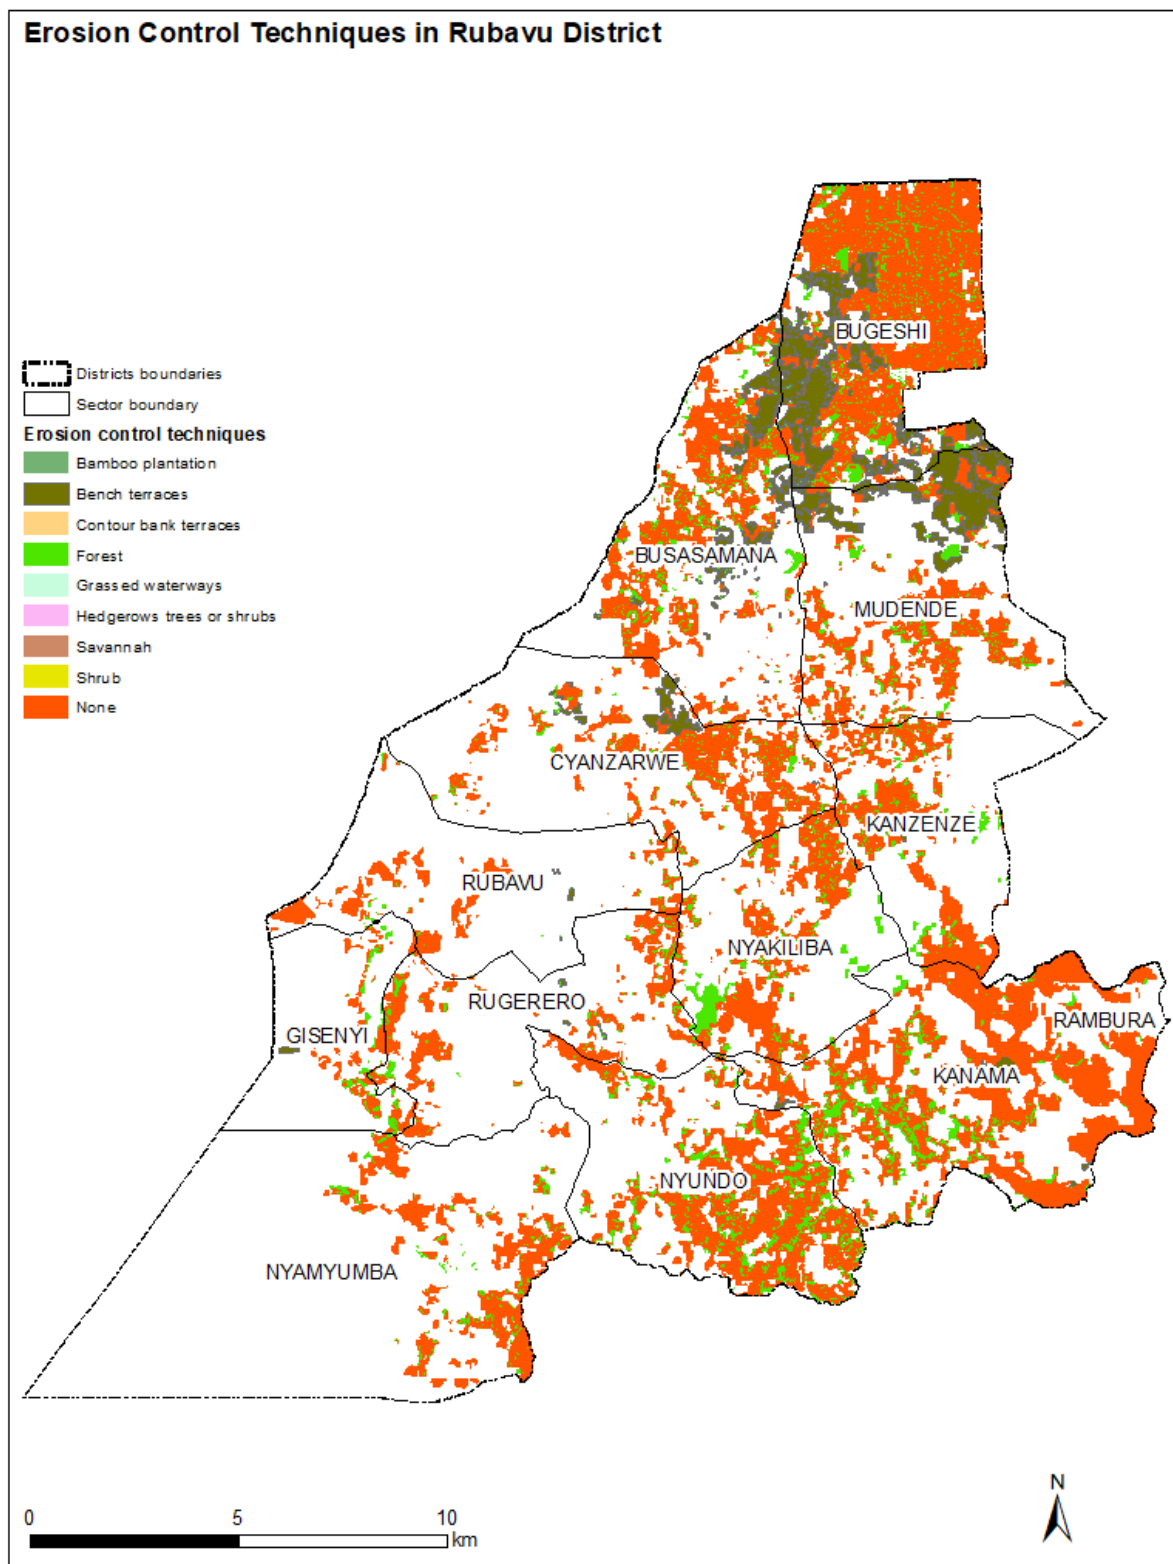 Erosion Control Techniques in Rubavu District
BUGESHI
Districts boundaries
Sector boundary
Erosion control techniques
Bamboo plantation
Bench terraces
Contour bank terraces
Forest
Grassed waterways
Hedgerows trees or shrubs
Savannah
Shrub
None
BUSASAMANA
MUDENDE
CYANZARWE
KANZENZE
RUBAVU
NYAKILIBA
RUGERERO
RAMBURA
GISENYI
KANAMA
NYUNDO
NYAMYUMBA
N
0 5 10
km